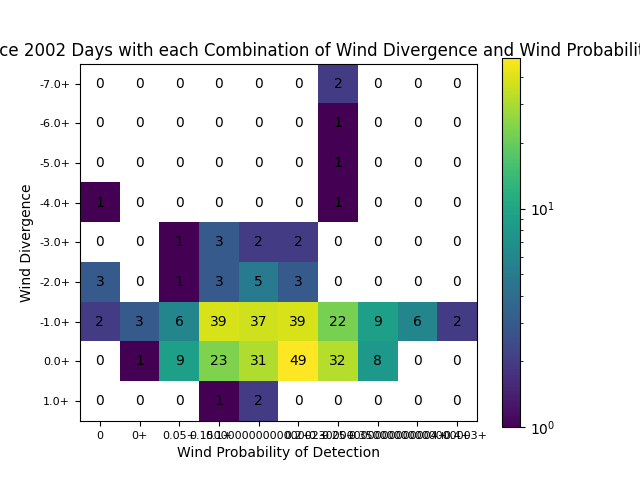 ce 2002 Days with each Combination of Wind Divergence and Wind Probabilit
-7.0+ 0 0 0 0 0 0 2 0 0 0
-6.0+ 0 0 0 0 0 0 1 0 0 0
-5.0+ 0 0 0 0 0 0 1 0 0 0
-4.0+ 1 0 0 0 0 0 1 0 0 0
-3.0+ 0 0 1 3 2 2 0 0 0 0
-2.0+ 3 0 1 3 5 3 0 0 0 0
-1.0+ 2 3 6 39 37 39 22 9 6 2
0.0+ 0 1 9 23 31 49 32 8 0 0
1.0+ 0 0 0 1 2 0 0 0 0 0
0 0+ 0.05+
Wind Probability of Detection
Wind Divergence
10¹
10⁰